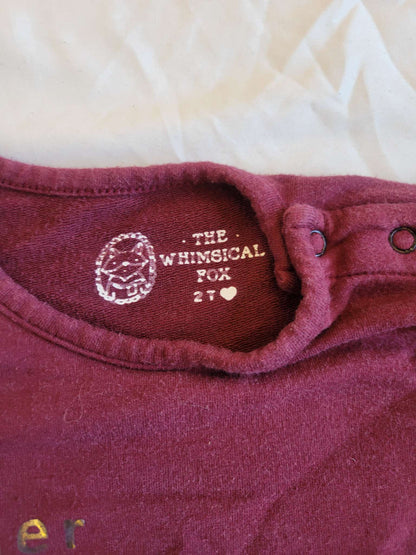 · THE ·
WHIMSICAL
FOX
2T♥
er